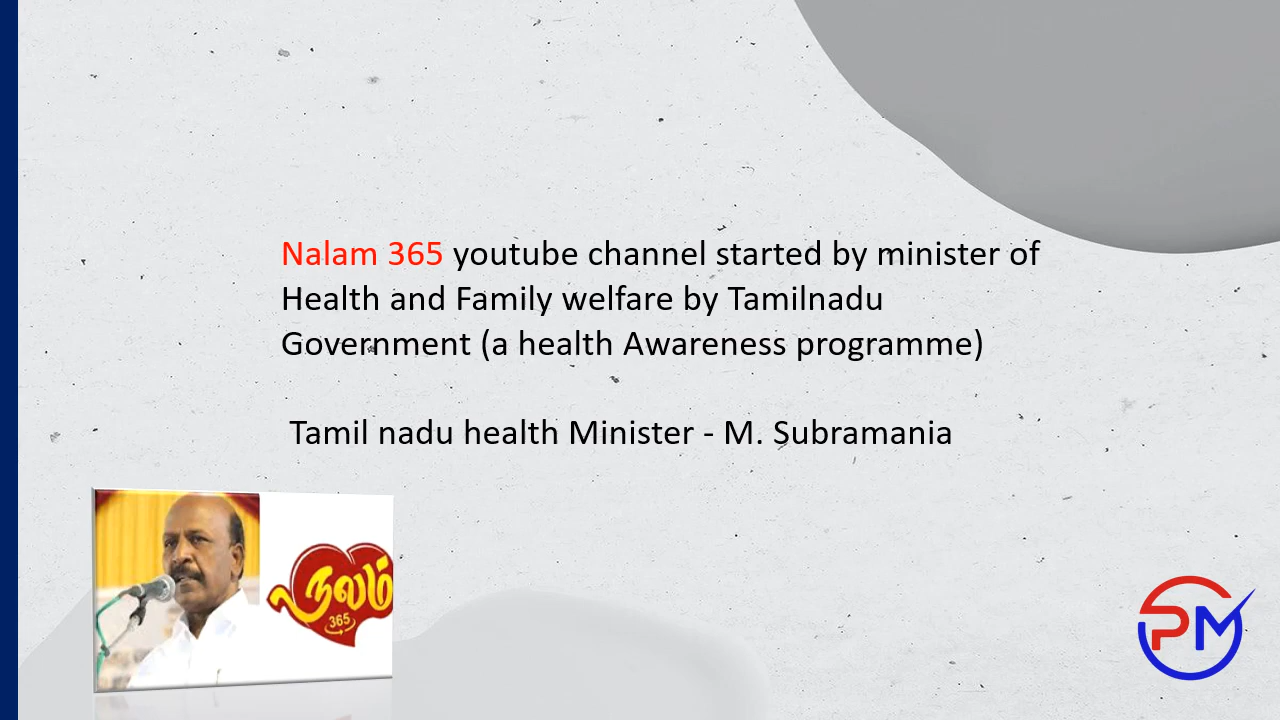 Nalam 365 youtube channel started by minister of
Health and Family welfare by Tamilnadu
Government (a health Awareness programme)
Tamil nadu health Minister - M. Subramania
நலம்
365
PM